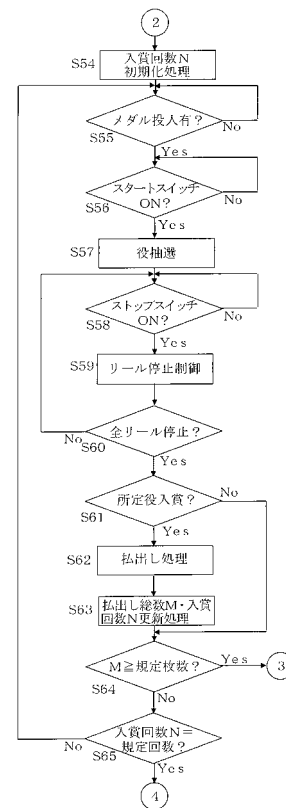 2
S54
入賞回数N
初期化処理
メダル投入有？
S55
No
Yes
スタートスイッチ
ON？
S56
No
Yes
S57
役抽選
ストップスイッチ
ON？
S58
No
Yes
S59
リール停止制御
全リール停止？
No
S60
Yes
所定役入賞？
No
S61
Yes
S62
払出し処理
S63
払出し総数M・入賞
回数N更新処理
M≧規定枚数？
Yes
3
S64
No
入賞回数N＝
規定回数？
No
S65
Yes
4